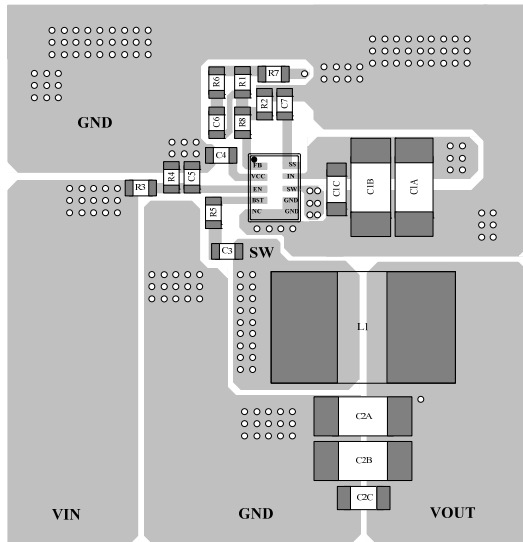 R6
R1
R7
R2
C7
C6
R8
GND
C4
FB
SS
VCC
IN
EN
SW
BST
GND
NC
GND
R4
C5
R3
R5
C1C
C1B
C1A
C3
SW
L1
C2A
C2B
C2C
VIN
GND
VOUT